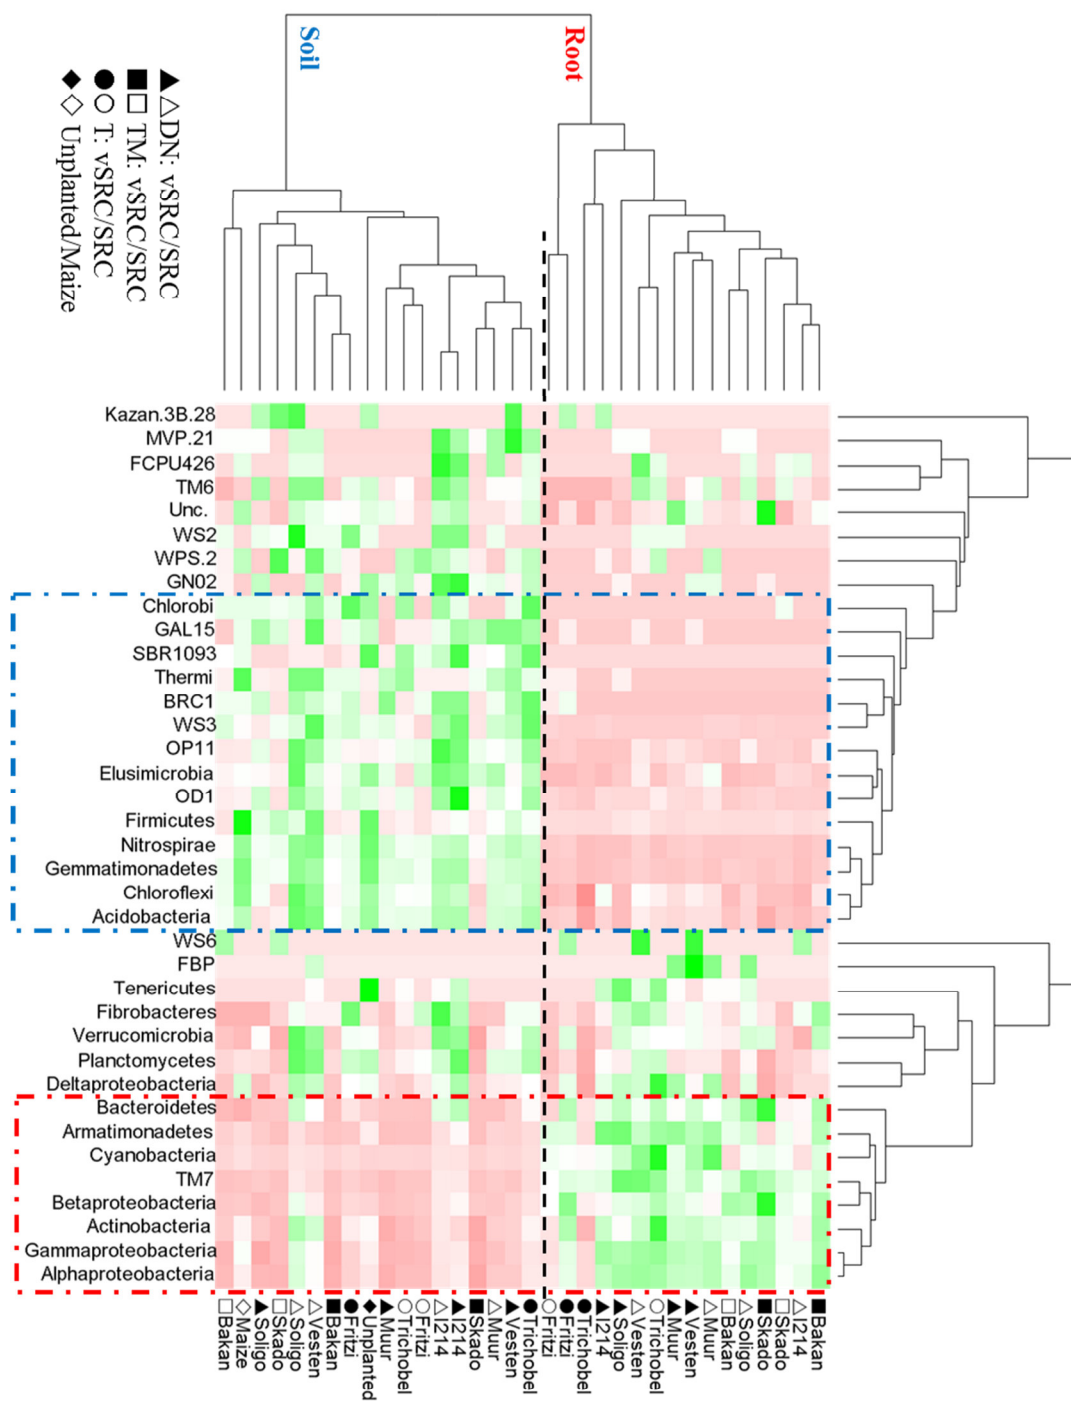 Soil
Root
▲△DN: vSRC/SRC
■□ TM: vSRC/SRC
●○ T: vSRC/SRC
◆◇ Unplanted/Maize
Kazan.3B.28
MVP.21
FCPU426
TM6
Unc.
WS2
WPS.2
GN02
Chlorobi
GAL15
SBR1093
Thermi
BRC1
WS3
OP11
Elusimicrobia
OD1
Firmicutes
Nitrospirae
Gemmatimonadetes
Chloroflexi
Acidobacteria
WS6
FBP
Tenericutes
Fibrobacteres
Verrucomicrobia
Planctomycetes
Deltaproteobacteria
Bacteroidetes
Armatimonadetes
Cyanobacteria
TM7
Betaproteobacteria
Actinobacteria
Gammaproteobacteria
Alphaproteobacteria
□Bakan
◇Maize
▲Soligo
□Skado
△Soligo
△Vesten
■Bakan
●Fritzi
◆Unplanted
▲Muur
○Trichobel
○Fritzi
△I214
▲I214
■Skado
△Muur
▲Vesten
●Trichobel
○Fritzi
●Fritzi
●Trichobel
▲I214
▲Soligo
△Vesten
○Trichobel
▲Muur
▲Vesten
△Muur
□Bakan
△Soligo
■Skado
□Skado
△I214
■Bakan